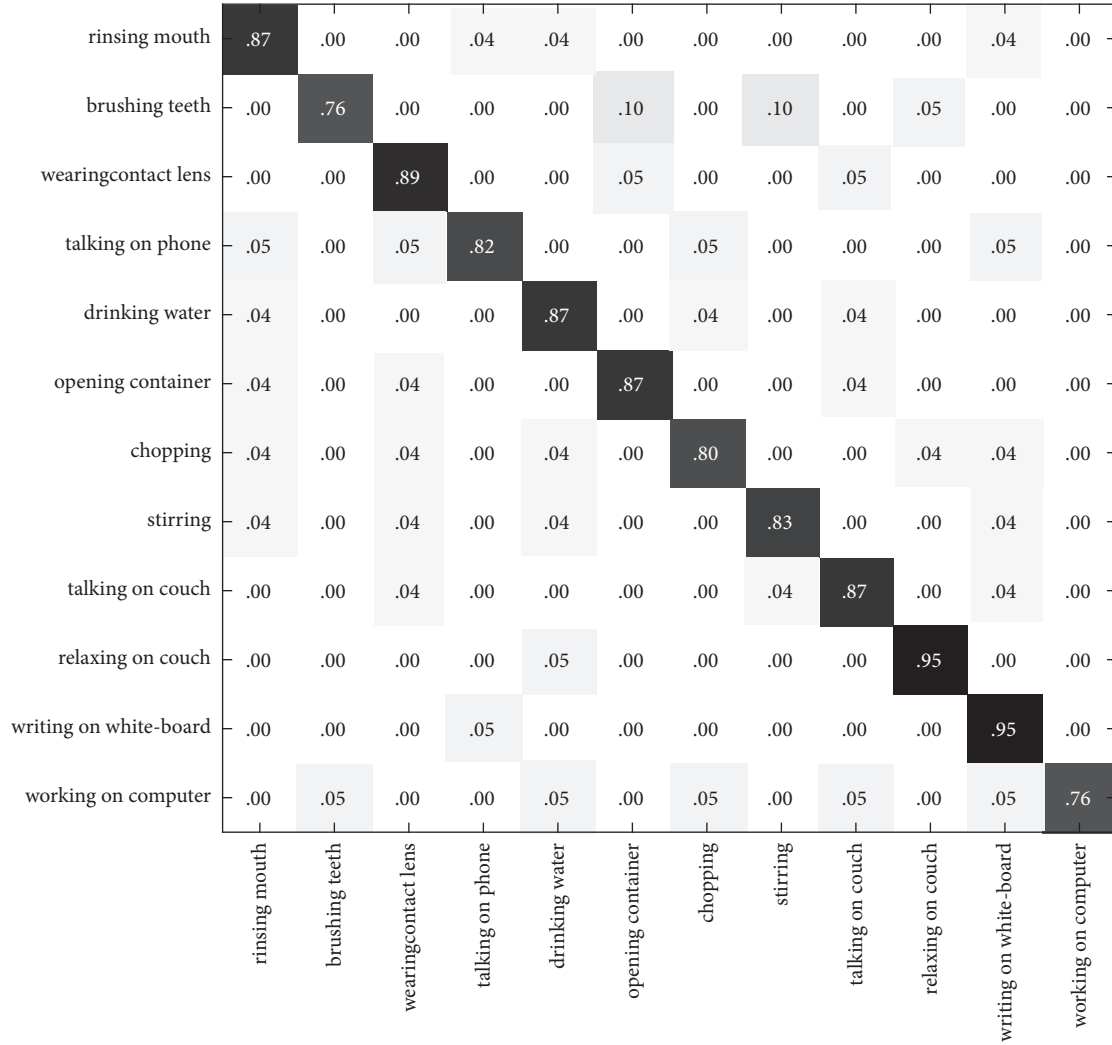 rinsing mouth .87 .00 .00 .04 .04 .00 .00 .00 .00 .00 .04 .00
brushing teeth .00 .76 .00 .00 .00 .10 .00 .10 .00 .05 .00 .00
wearingcontact lens .00 .00 .89 .00 .00 .05 .00 .00 .05 .00 .00 .00
talking on phone .05 .00 .05 .82 .00 .00 .05 .00 .00 .00 .05 .00
drinking water .04 .00 .00 .00 .87 .00 .04 .00 .04 .00 .00 .00
opening container .04 .00 .04 .00 .00 .87 .00 .00 .04 .00 .00 .00
chopping .04 .00 .04 .00 .04 .00 .80 .00 .00 .04 .04 .00
stirring .04 .00 .04 .00 .04 .00 .00 .83 .00 .00 .04 .00
talking on couch .00 .00 .04 .00 .00 .00 .00 .04 .87 .00 .04 .00
relaxing on couch .00 .00 .00 .00 .05 .00 .00 .00 .00 .95 .00 .00
writing on white-board .00 .00 .00 .05 .00 .00 .00 .00 .00 .00 .95 .00
working on computer .00 .05 .00 .00 .05 .00 .05 .00 .05 .00 .05 .76
rinsing mouth
brushing teeth
wearingcontact lens
talking on phone
drinking water
opening container
chopping
stirring
talking on couch
relaxing on couch
writing on white-board
working on computer